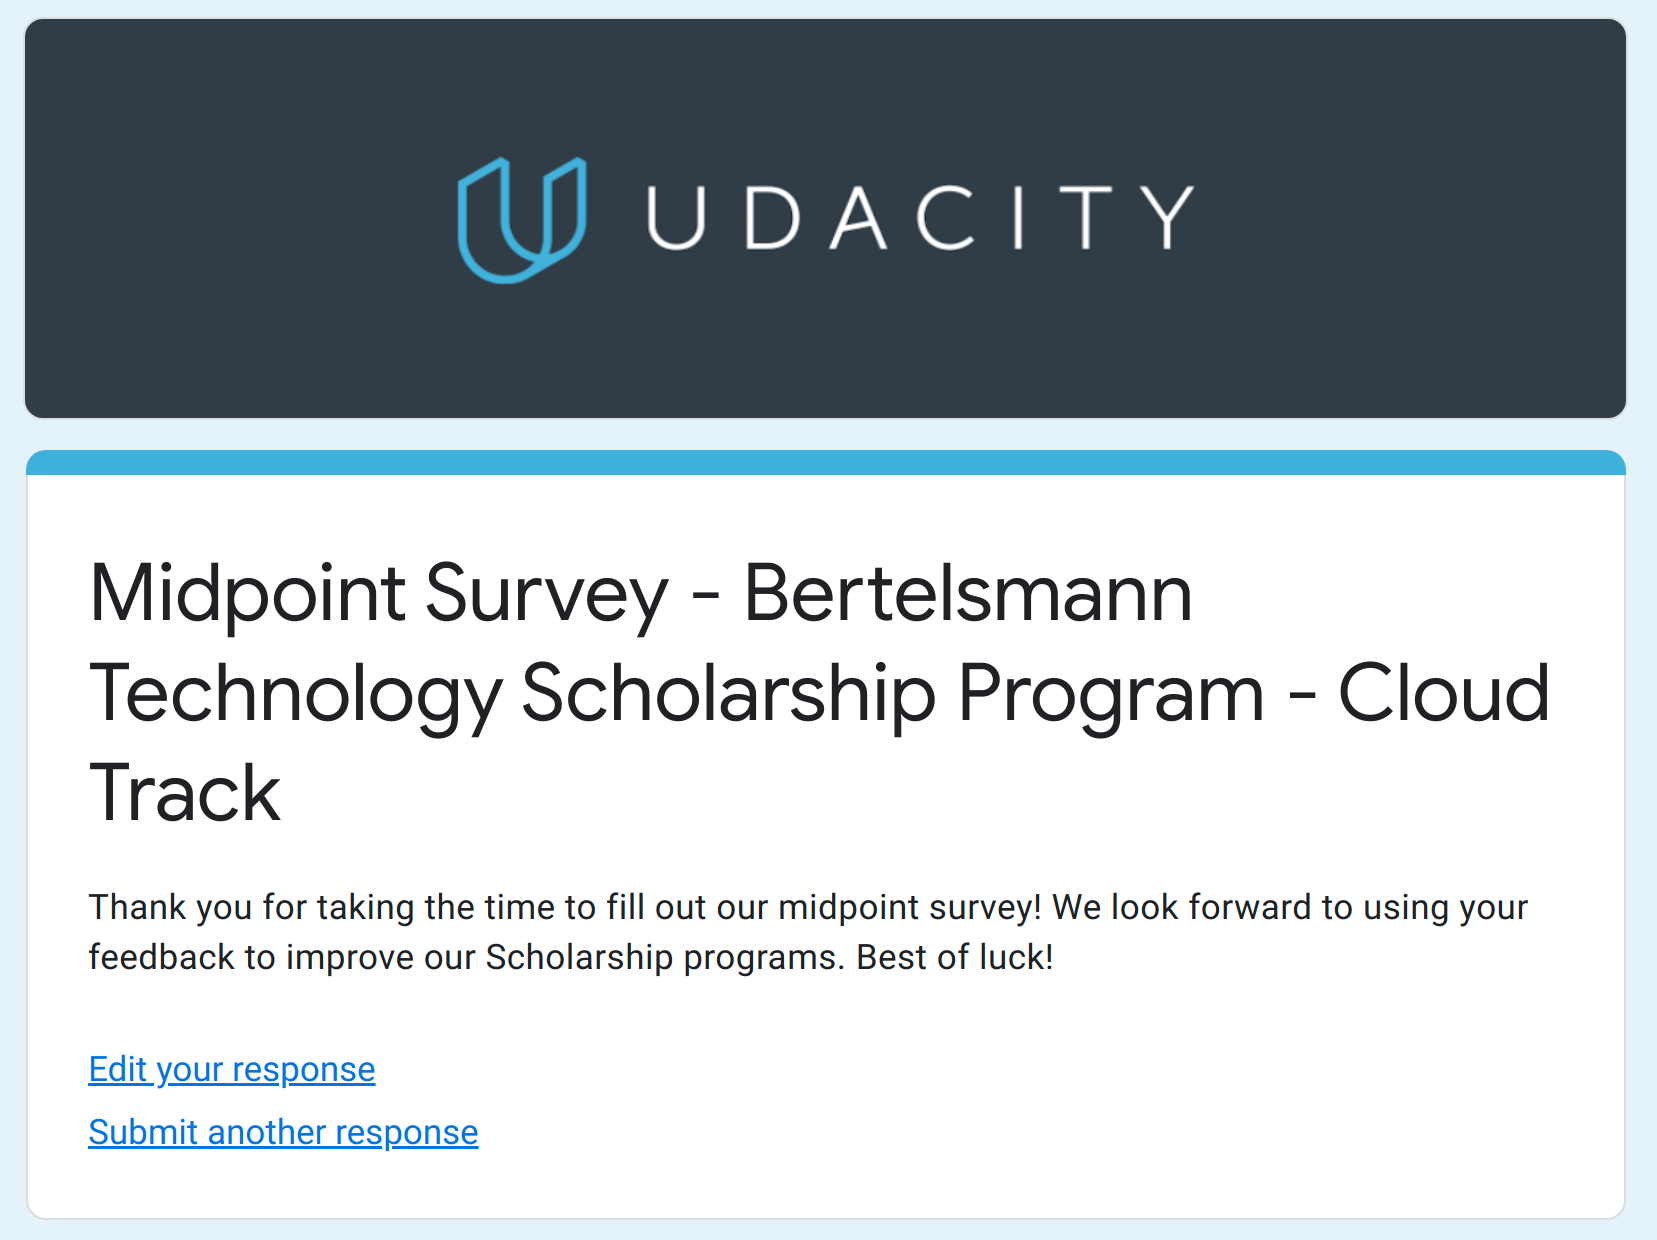 UDACITY
Global Engagement Services Team Sync
Midpoint Survey - Bertelsmann
Technology Scholarship Program - Cloud
Track
Thank you for taking the time to fill out our midpoint survey! We look forward to using your
feedback to improve our Scholarship programs. Best of luck!
Edit your response
Submit another response